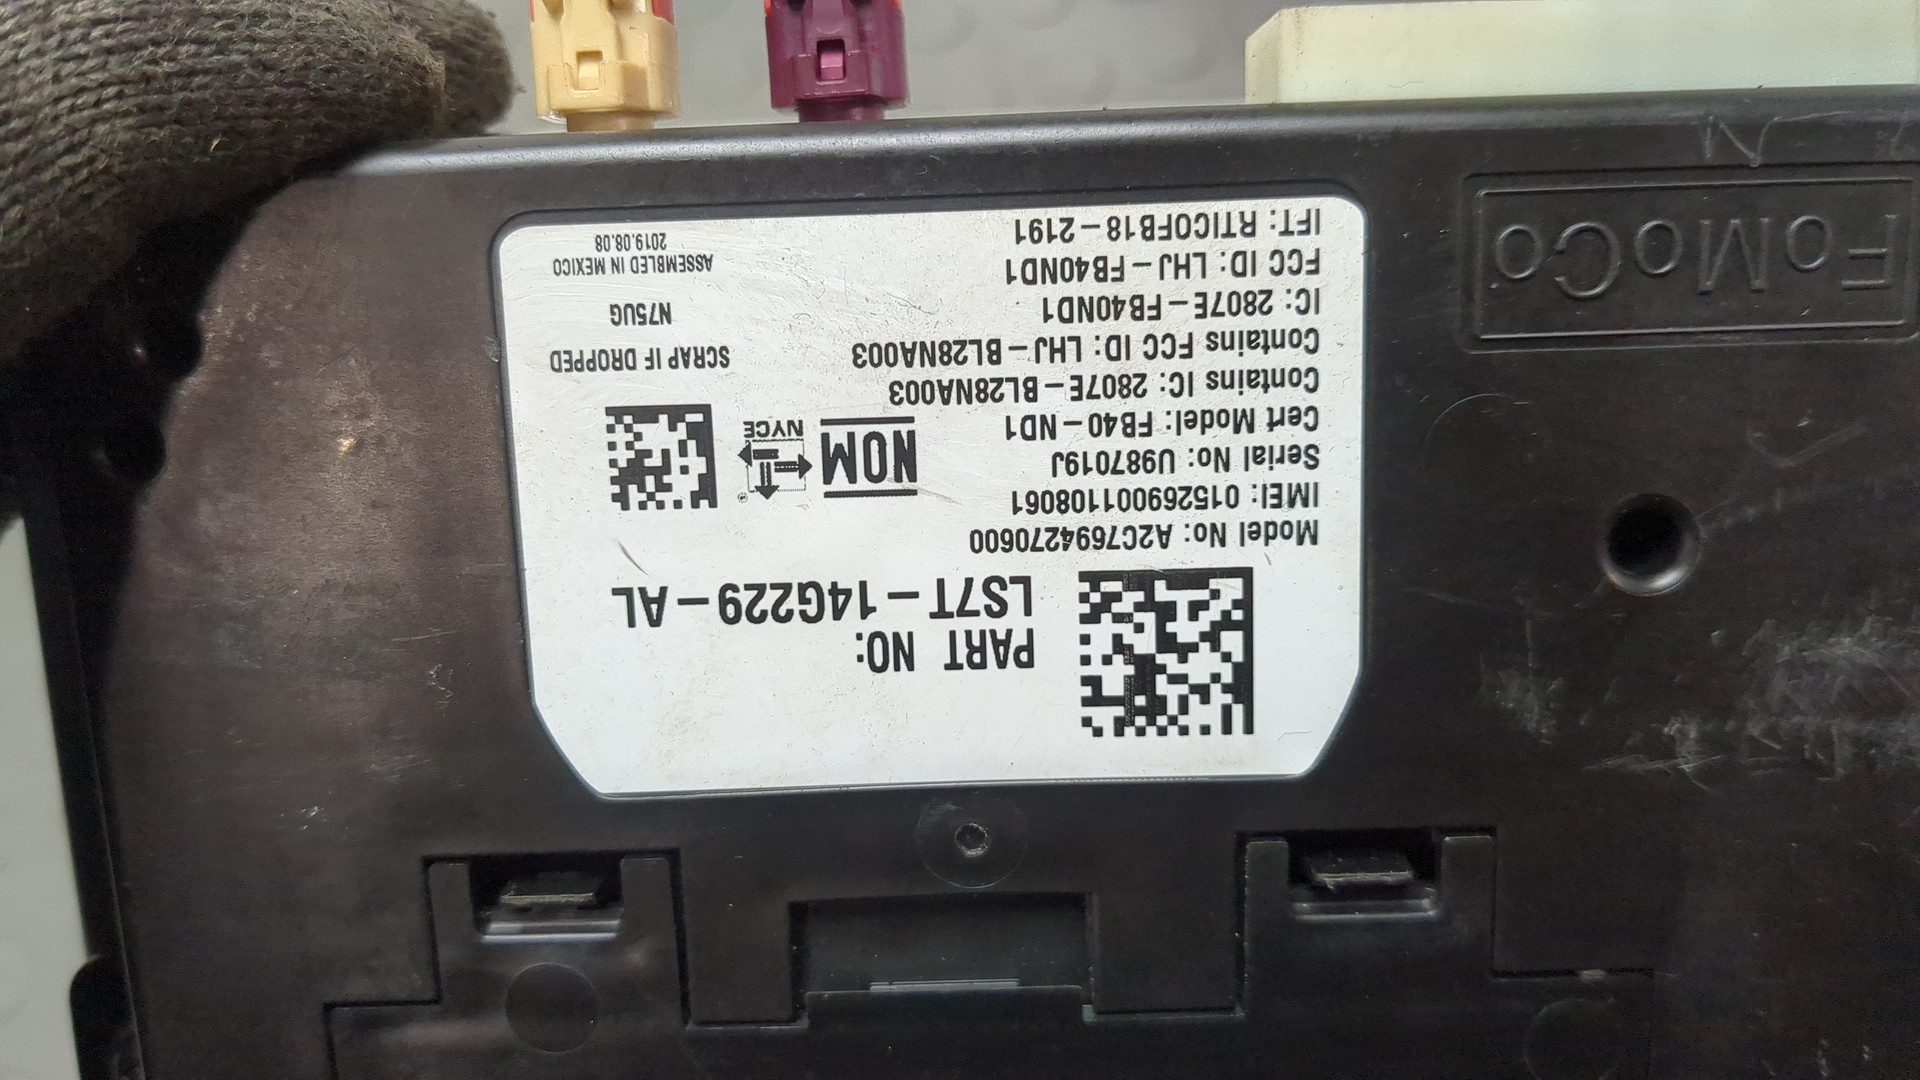 PART NO:
LS7T-14G229-AL
Model No: A2C7694270600
IMEI: 015269001108061
Serial No: U987019J
Cert Model: FB40-ND1
Contains IC: 2807E-BL28NA003
Contains FCC ID: LHJ-BL28NA003
IC: 2807E-FB40ND1
FCC ID: LHJ-FB40ND1
IFT: RTICOFB18-2191
NOM
NYCE
SCRAP IF DROPPED
N75UG
ASSEMBLED IN MEXICO
2019.08.08
FoMoCo